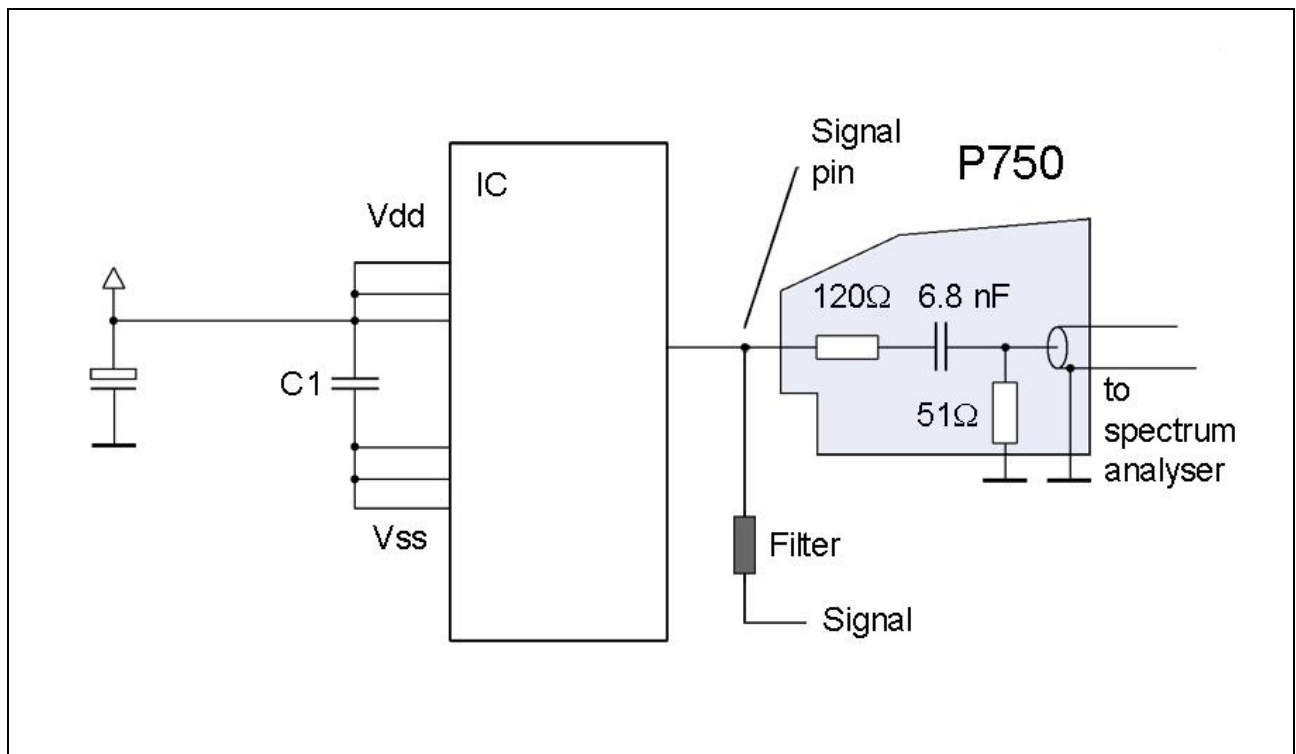 Signal
pin
P750
IC
Vdd
120Ω 6.8 nF
C1
51Ω
to
spectrum
analyser
Vss
Filter
Signal